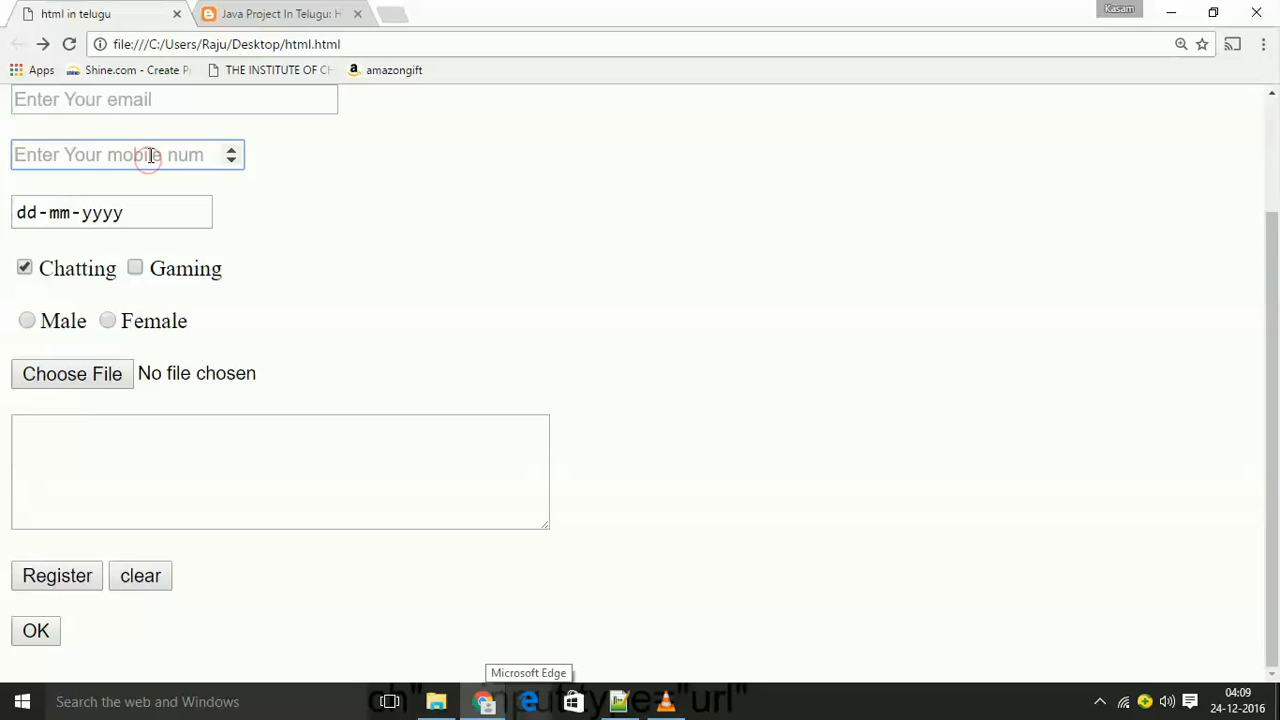 html in telugu
Java Project In Telugu: H
Kasam
file:///C:/Users/Raju/Desktop/html.html
Apps
Shine.com - Create Pr
THE INSTITUTE OF CH
amazongift
Enter Your email
Enter Your mobile num
dd-mm-yyyy
Chatting
Gaming
Male
Female
Choose File
No file chosen
Register
clear
OK
Microsoft Edge
Search the web and Windows
04:09
24-12-2016